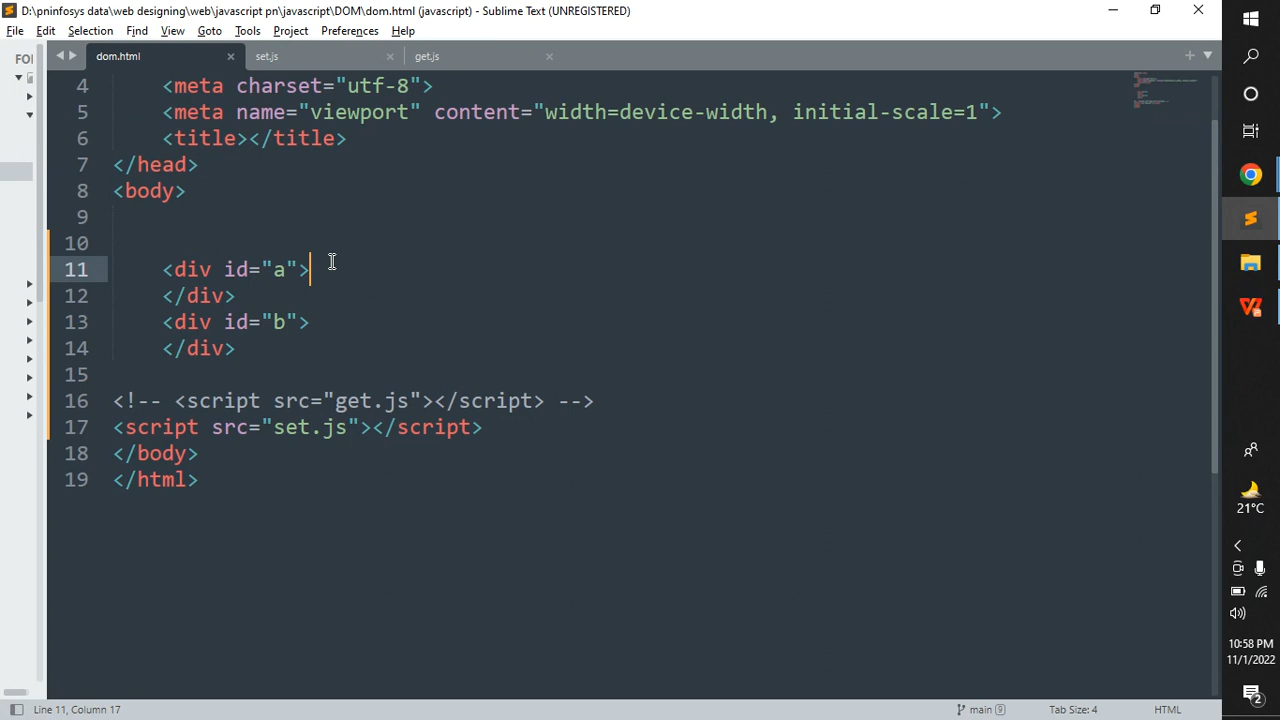 D:\pninfosys data\web designing\web\javascript pn\javascript\DOM\dom.html (javascript) - Sublime Text (UNREGISTERED)
File Edit Selection Find View Goto Tools Project Preferences Help
FO
dom.html
set.js
get.js
4 <meta charset="utf-8">
5 <meta name="viewport" content="width=device-width, initial-scale=1">
6 <title></title>
7 </head>
8 <body>
9
10
11 <div id="a">
12 </div>
13 <div id="b">
14 </div>
15
16 <!-- <script src="get.js"></script> -->
17 <script src="set.js"></script>
18 </body>
19 </html>
21°C
10:58 PM
11/1/2022
2
Line 11, Column 17
main 9
Tab Size: 4
HTML